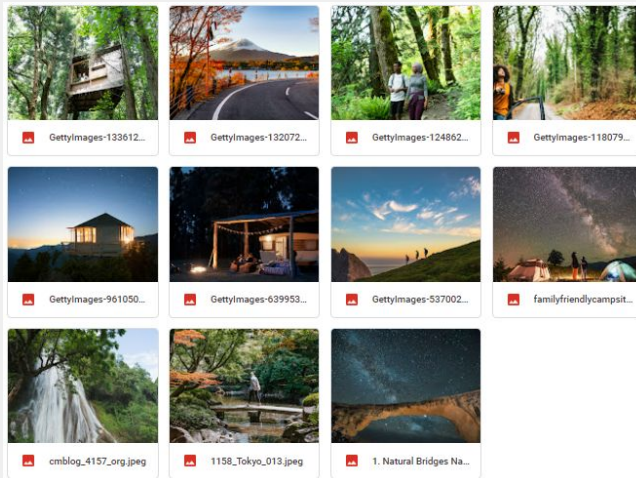 GettyImages-133612...
GettyImages-132072...
GettyImages-124862...
GettyImages-118079...
GettyImages-961050...
GettyImages-639953...
GettyImages-537002...
familyfriendlycampsit...
cmblog_4157_org.jpeg
1158_Tokyo_013.jpeg
1. Natural Bridges Na...